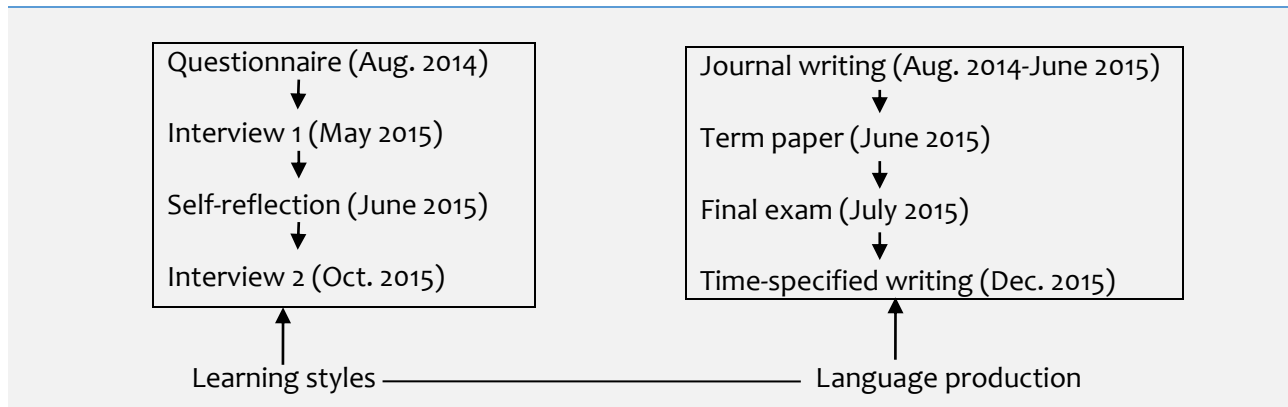 Questionnaire (Aug. 2014)
Interview 1 (May 2015)
Self-reflection (June 2015)
Interview 2 (Oct. 2015)
Journal writing (Aug. 2014-June 2015)
Term paper (June 2015)
Final exam (July 2015)
Time-specified writing (Dec. 2015)
Learning styles
Language production